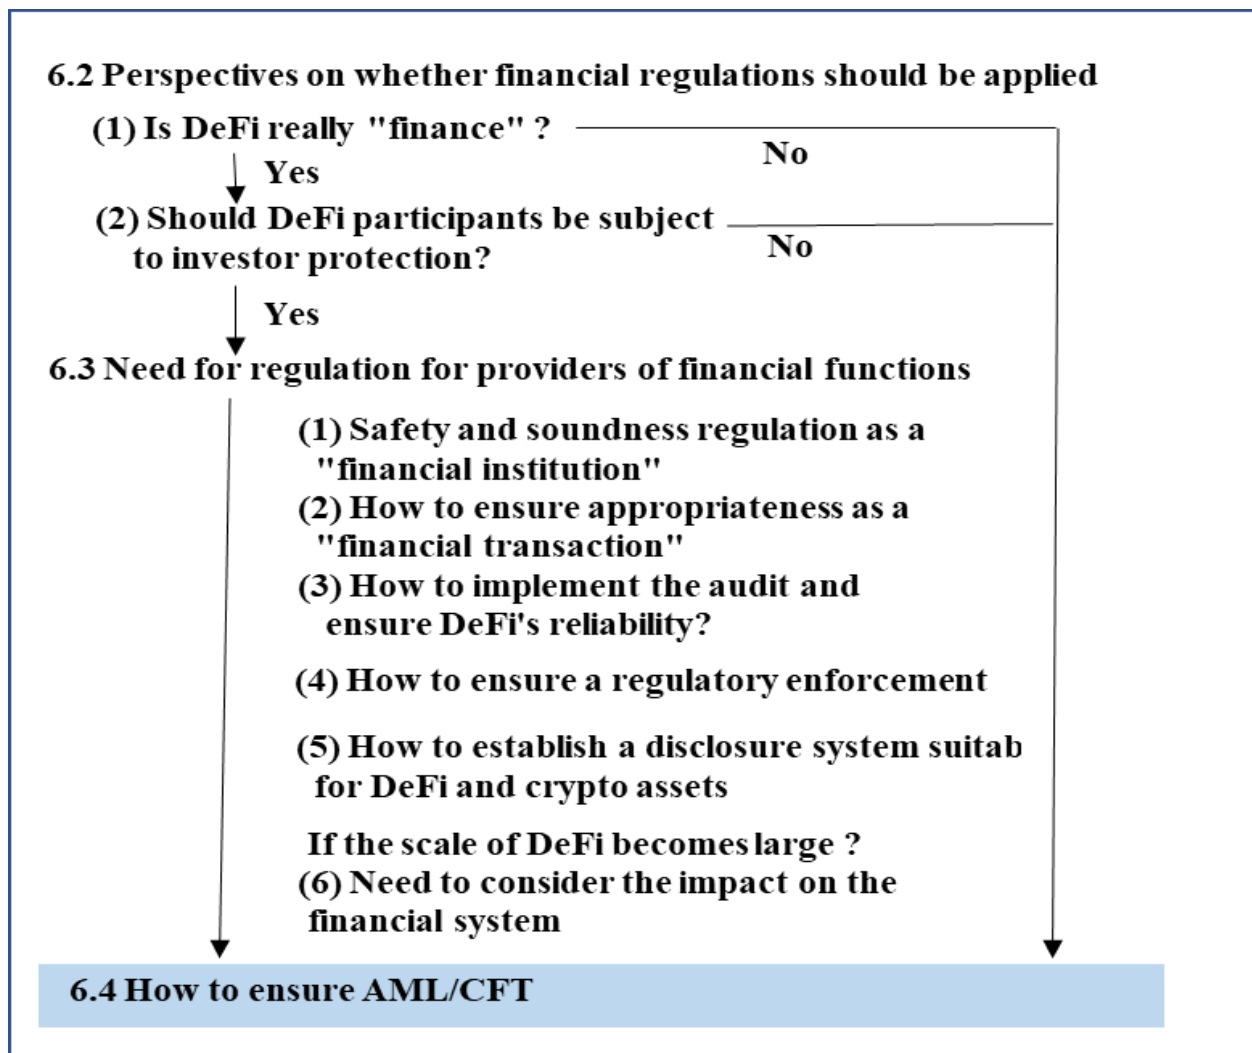 6.2 Perspectives on whether financial regulations should be applied
(1) Is DeFi really "finance" ?
No
Yes
(2) Should DeFi participants be subject
to investor protection?
No
Yes
6.3 Need for regulation for providers of financial functions
(1) Safety and soundness regulation as a
"financial institution"
(2) How to ensure appropriateness as a
"financial transaction"
(3) How to implement the audit and
ensure DeFi's reliability?
(4) How to ensure a regulatory enforcement
(5) How to establish a disclosure system suitab
for DeFi and crypto assets
If the scale of DeFi becomes large ?
(6) Need to consider the impact on the
financial system
6.4 How to ensure AML/CFT